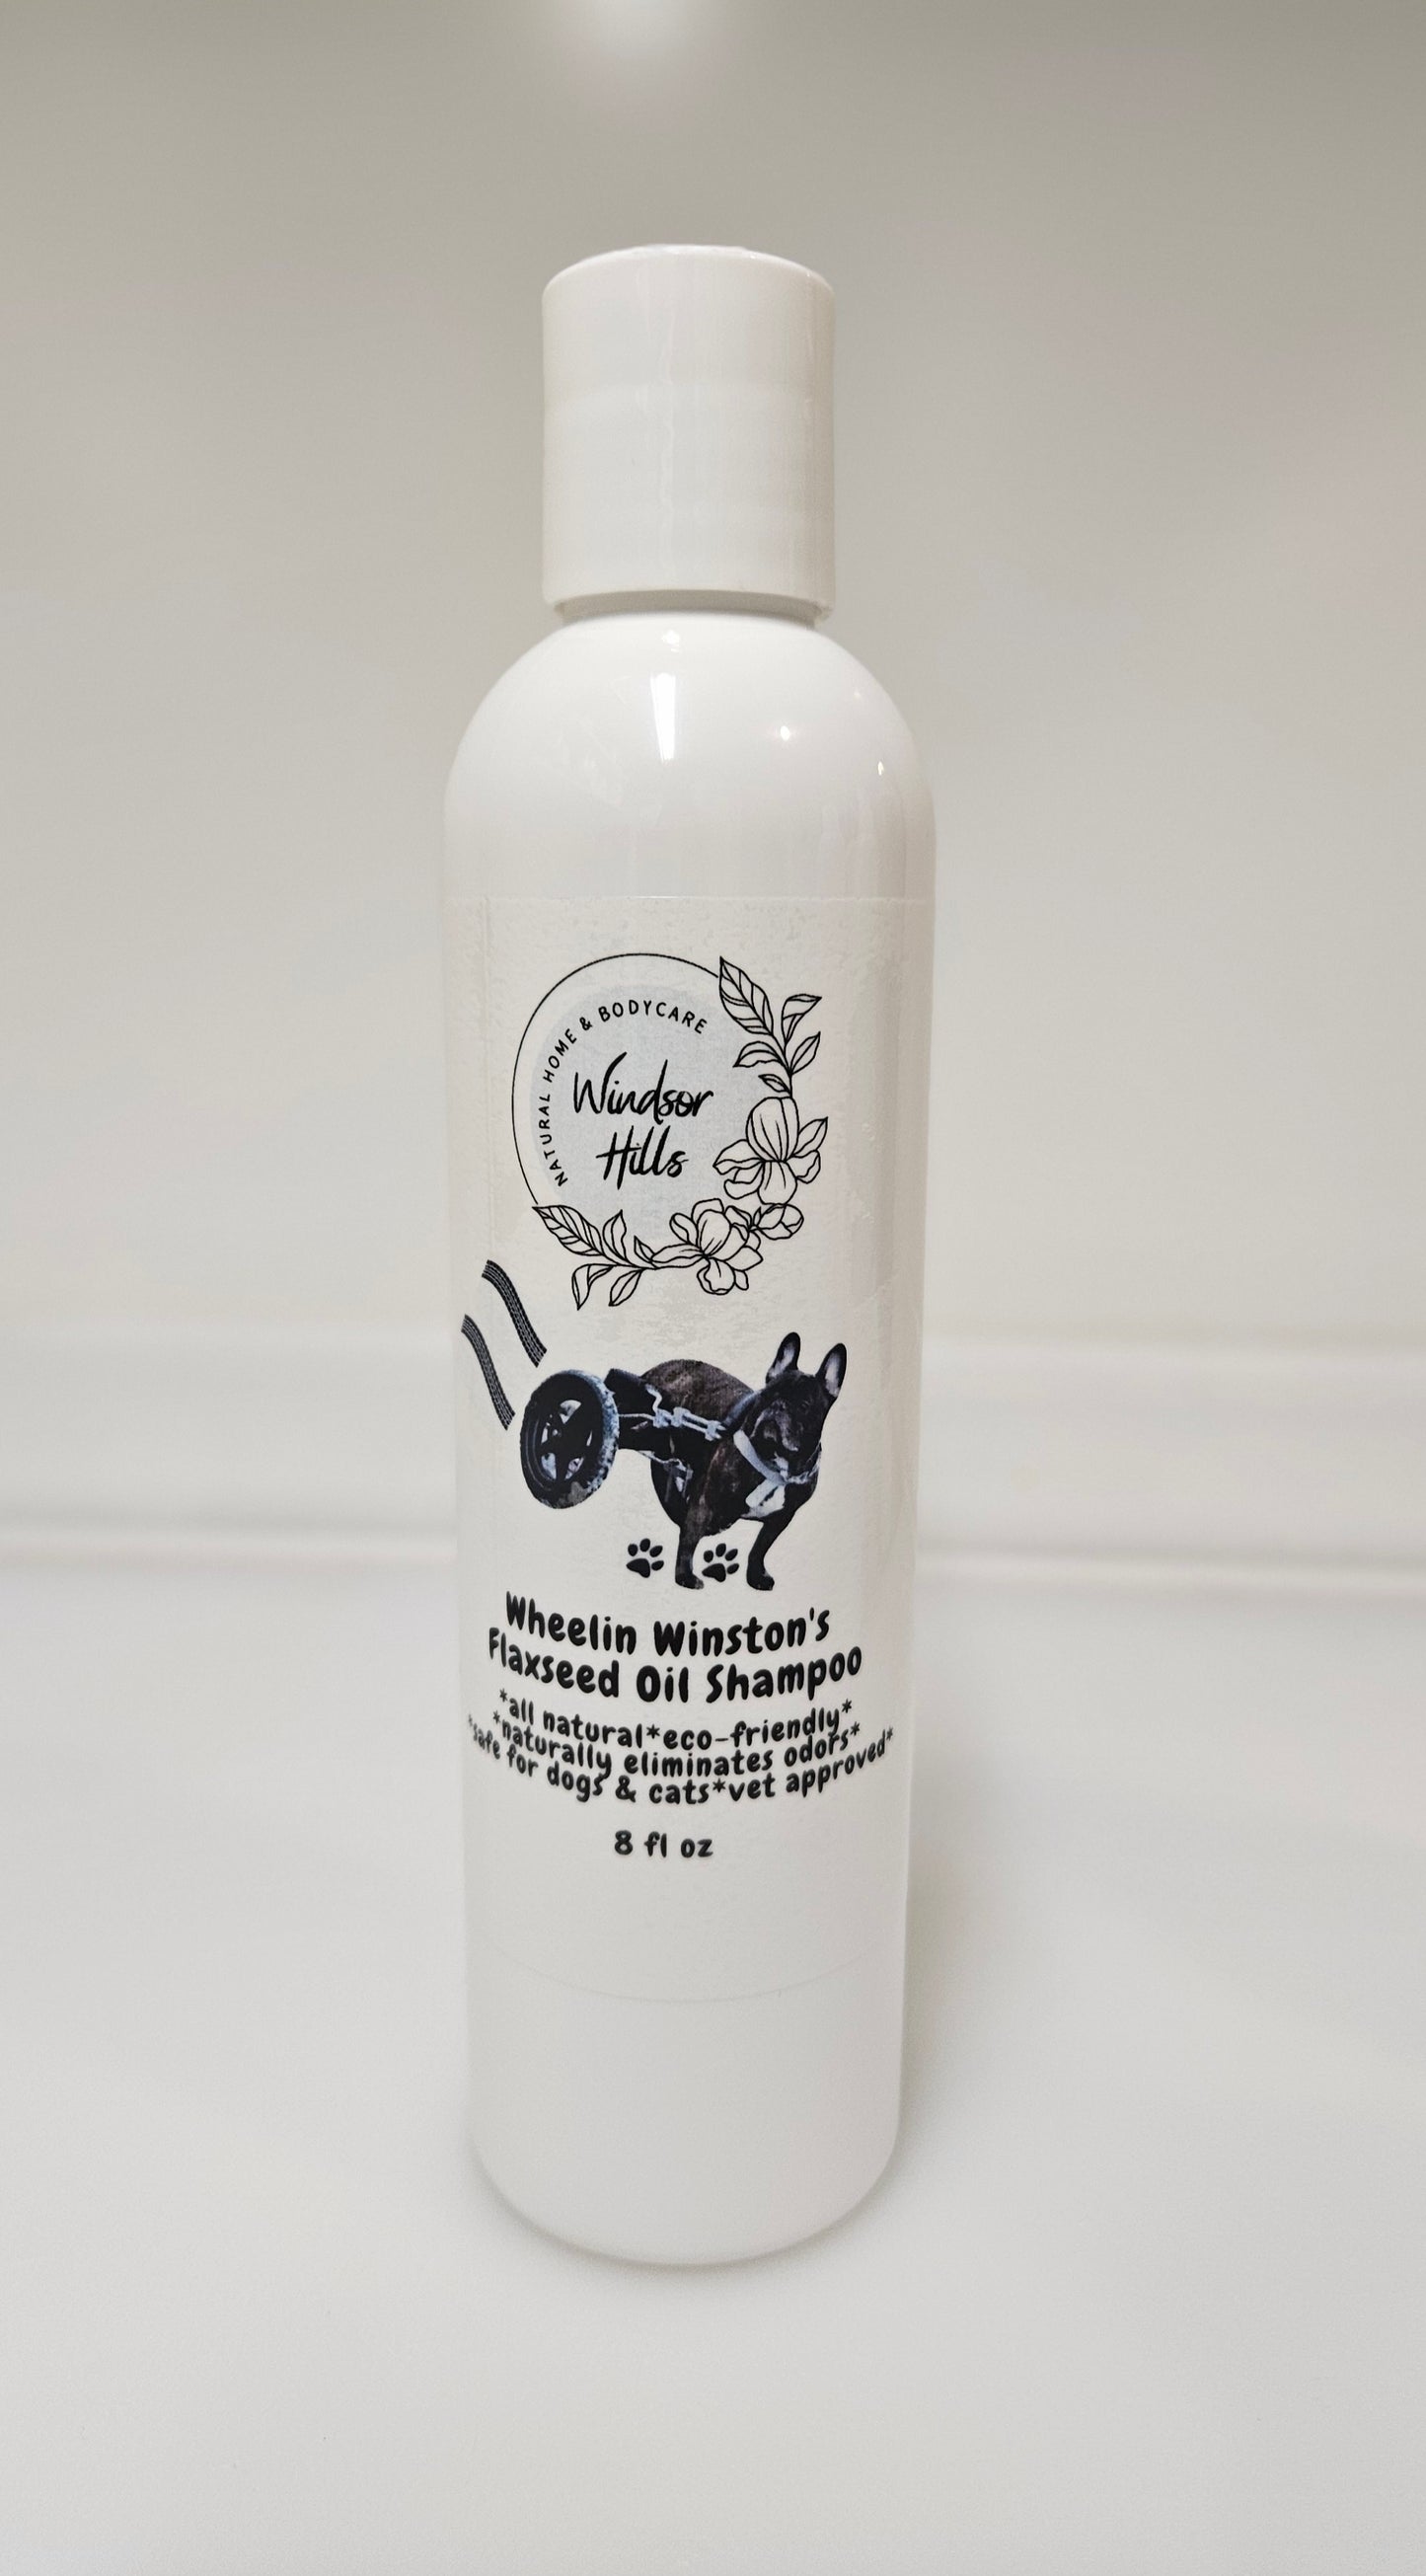 NATURAL HOME & BODYCARE
Windsor
Hills
Wheelin Winston's
Flaxseed Oil Shampoo
*all natural*eco-friendly*
*naturally eliminates odors*
*safe for dogs & cats*vet approved*
8 fl oz